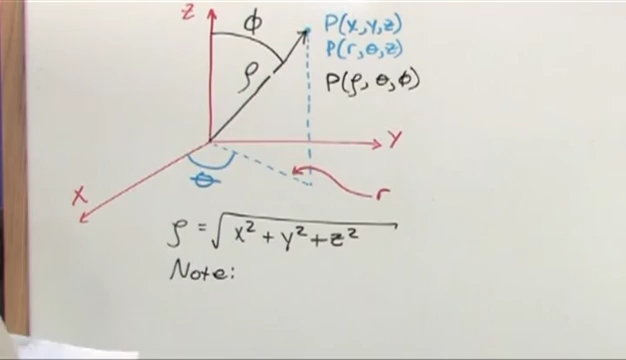 z
ϕ
P(x,y,z)
P(r,θ,z)
ρ
P(ρ,θ,ϕ)
y
θ
x
r
ρ = √x² + y² + z²
Note: